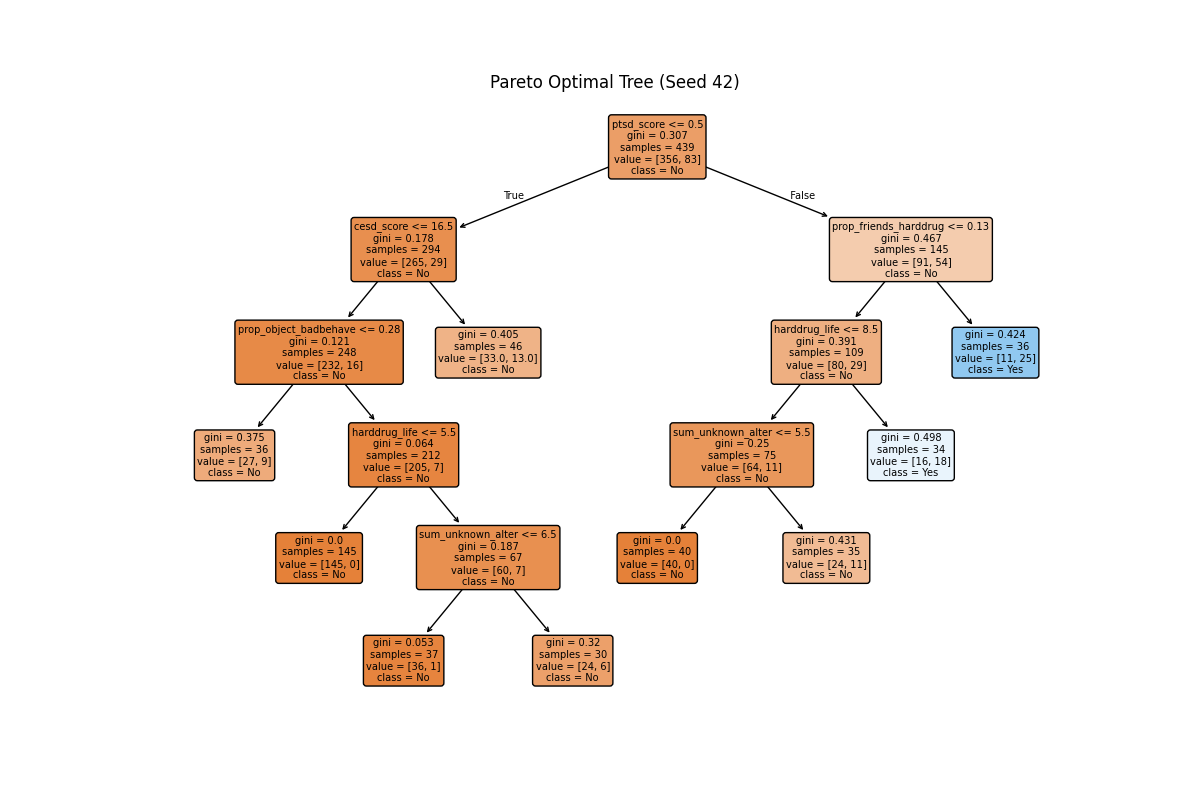 Pareto Optimal Tree (Seed 42)
ptsd_score <= 0.5
gini = 0.307
samples = 439
value = [356, 83]
class = No
True
False
cesd_score <= 16.5
gini = 0.178
samples = 294
value = [265, 29]
class = No
prop_friends_harddrug <= 0.13
gini = 0.467
samples = 145
value = [91, 54]
class = No
prop_object_badbehave <= 0.28
gini = 0.121
samples = 248
value = [232, 16]
class = No
gini = 0.405
samples = 46
value = [33.0, 13.0]
class = No
harddrug_life <= 8.5
gini = 0.391
samples = 109
value = [80, 29]
class = No
gini = 0.424
samples = 36
value = [11, 25]
class = Yes
gini = 0.375
samples = 36
value = [27, 9]
class = No
harddrug_life <= 5.5
gini = 0.064
samples = 212
value = [205, 7]
class = No
sum_unknown_alter <= 5.5
gini = 0.25
samples = 75
value = [64, 11]
class = No
gini = 0.498
samples = 34
value = [16, 18]
class = Yes
gini = 0.0
samples = 145
value = [145, 0]
class = No
sum_unknown_alter <= 6.5
gini = 0.187
samples = 67
value = [60, 7]
class = No
gini = 0.0
samples = 40
value = [40, 0]
class = No
gini = 0.431
samples = 35
value = [24, 11]
class = No
gini = 0.053
samples = 37
value = [36, 1]
class = No
gini = 0.32
samples = 30
value = [24, 6]
class = No